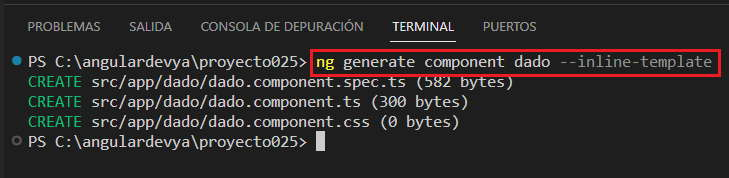 PROBLEMAS SALIDA CONSOLA DE DEPURACIÓN TERMINAL PUERTOS
PS C:\angulardevya\proyecto025> ng generate component dado --inline-template
CREATE src/app/dado/dado.component.spec.ts (582 bytes)
CREATE src/app/dado/dado.component.ts (300 bytes)
CREATE src/app/dado/dado.component.css (0 bytes)
PS C:\angulardevya\proyecto025>